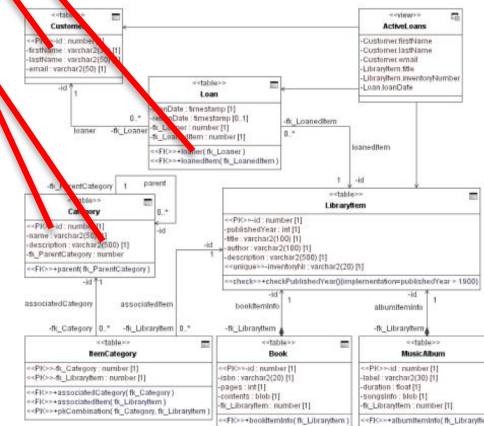 <<table>>
Customer
<<PK>>-id : number [1]
-firstName : varchar2(50) [1]
-lastName : varchar2(50) [1]
-email : varchar2(50) [1]
<<view>>
ActiveLoans
-Customer.firstName
-Customer.lastName
-Customer.email
-LibraryItem.title
-LibraryItem.inventoryNumber
-Loan.loanDate
-id 1
loaner
0..*
-fk_Loaner
<<table>>
Loan
: timestamp [1]
: timestamp [0..1]
-fk_Loaner : number [1]
: number [1]
<<FK>>+loaner( fk_Loaner )
<<FK>>+loanedItem( fk_LoanedItem )
-fk_LoanedItem
0..*
loanedItem
1 -id
-fk_ParentCategory 1 parent
0..*
-id
<<table>>
Category
<<PK>>-id : number [1]
-name : varchar2(50) [1]
-description : varchar2(500) [1]
-fk_ParentCategory : number
<<FK>>+parent( fk_ParentCategory )
<<table>>
LibraryItem
<<PK>>-id : number [1]
-publishedYear : int [1]
-title : varchar2(100) [1]
-author : varchar2(100) [1]
-description : varchar2(500) [1]
<<unique>>-inventoryNr : varchar2(20) [1]
<<check>>+checkPublishedYear(){implementation=publishedYear > 1900}
-id 1
associatedCategory
-fk_Category 0..*
-id
1
associatedItem
-fk_LibraryItem 0..*
-id 1
bookItemInfo
-fk_LibraryItem
-id 1
albumItemInfo
-fk_LibraryItem
<<table>>
ItemCategory
<<PK>>-fk_Category : number [1]
<<PK>>-fk_LibraryItem : number [1]
<<FK>>+associatedCategory( fk_Category )
<<FK>>+associatedItem( fk_LibraryItem )
<<PK>>+pkCombination( fk_Category, fk_LibraryItem )
<<table>>
Book
<<PK>>-id : number [1]
-isbn : varchar2(20) [1]
-pages : int [1]
-contents : blob [1]
-fk_LibraryItem : number [1]
<<FK>>+bookItemInfo( fk_LibraryItem )
<<table>>
MusicAlbum
<<PK>>-id : number [1]
-label : varchar2(30) [1]
-duration : float [1]
-songsInfo : blob [1]
-fk_LibraryItem : number [1]
<<FK>>+albumItemInfo( fk_LibraryItem )